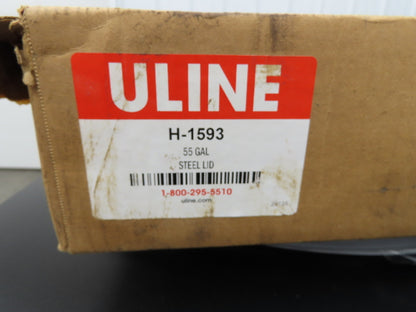 ULINE
H-1593
55 GAL
STEEL LID
1-800-295-5510
uline.com